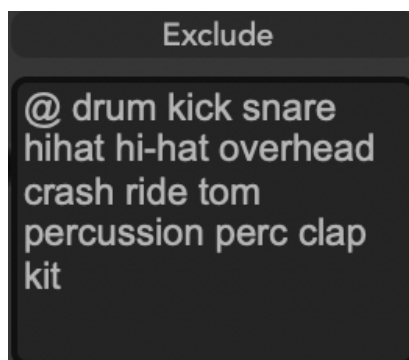 Exclude
@ drum kick snare
hihat hi-hat overhead
crash ride tom
percussion perc clap
kit